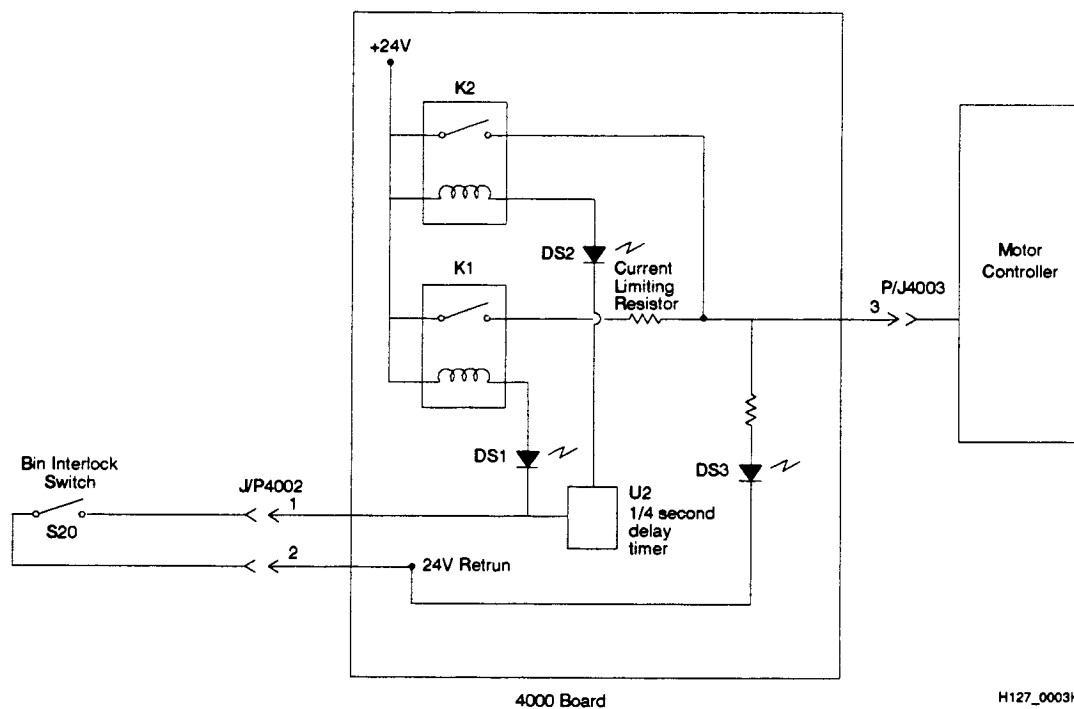 +24V
K2
DS2
K1
Current
Limiting
Resistor
P/J4003
3
Motor
Controller
DS1
DS3
Bin Interlock
Switch
S20
J/P4002
1
2
U2
1/4 second
delay
timer
24V Retrun
4000 Board
H127_0003H